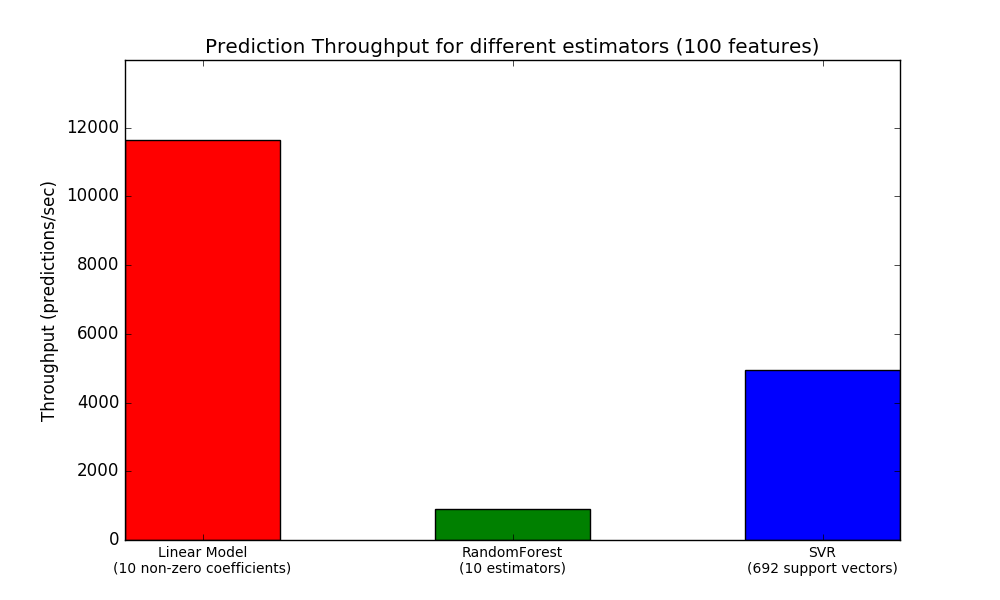 Prediction Throughput for different estimators (100 features)
Throughput (predictions/sec)
12000
10000
8000
6000
4000
2000
0
Linear Model
(10 non-zero coefficients)
RandomForest
(10 estimators)
SVR
(692 support vectors)